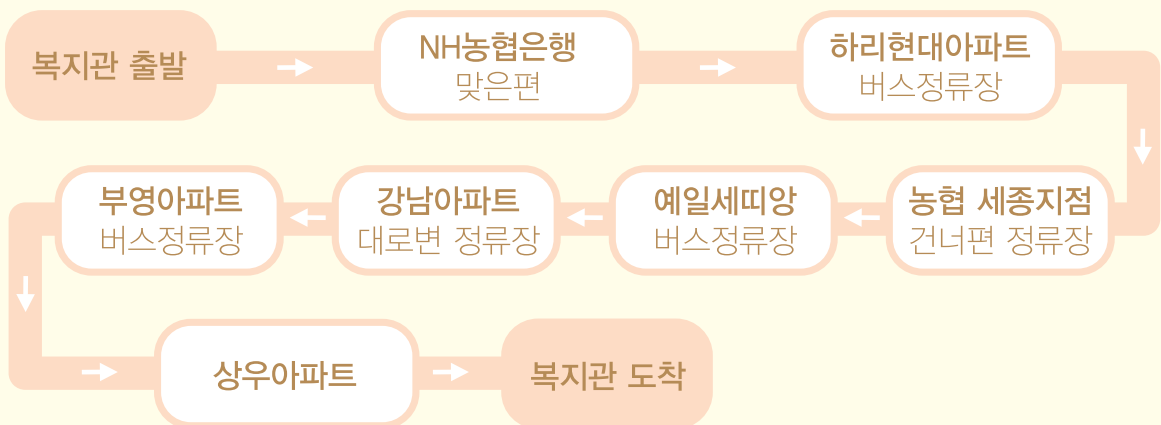 복지관 출발
NH농협은행
맞은편
하리현대아파트
버스정류장
농협 세종지점
건너편 정류장
예일세띠앙
버스정류장
강남아파트
대로변 정류장
부영아파트
버스정류장
상우아파트
복지관 도착